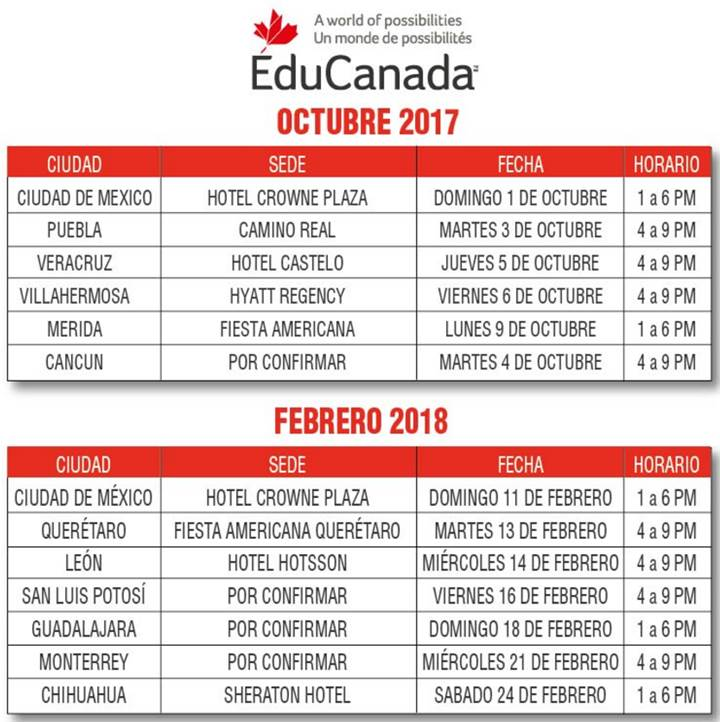 A world of possibilities
Un monde de possibilités
EduCanada
OCTUBRE 2017
CIUDAD SEDE FECHA HORARIO
CIUDAD DE MEXICO HOTEL CROWNE PLAZA DOMINGO 1 DE OCTUBRE 1 a 6 PM
PUEBLA CAMINO REAL MARTES 3 DE OCTUBRE 4 a 9 PM
VERACRUZ HOTEL CASTELO JUEVES 5 DE OCTUBRE 4 a 9 PM
VILLAHERMOSA HYATT REGENCY VIERNES 6 DE OCTUBRE 4 a 9 PM
MERIDA FIESTA AMERICANA LUNES 9 DE OCTUBRE 1 a 6 PM
CANCUN POR CONFIRMAR MARTES 4 DE OCTUBRE 4 a 9 PM
FEBRERO 2018
CIUDAD SEDE FECHA HORARIO
CIUDAD DE MÉXICO HOTEL CROWNE PLAZA DOMINGO 11 DE FEBRERO 1 a 6 PM
QUERÉTARO FIESTA AMERICANA QUERÉTARO MARTES 13 DE FEBRERO 4 a 9 PM
LEÓN HOTEL HOTSSON MIÉRCOLES 14 DE FEBRERO 4 a 9 PM
SAN LUIS POTOSÍ POR CONFIRMAR VIERNES 16 DE FEBRERO 4 a 9 PM
GUADALAJARA POR CONFIRMAR DOMINGO 18 DE FEBRERO 1 a 6 PM
MONTERREY POR CONFIRMAR MIÉRCOLES 21 DE FEBRERO 4 a 9 PM
CHIHUAHUA SHERATON HOTEL SABADO 24 DE FEBRERO 1 a 6 PM